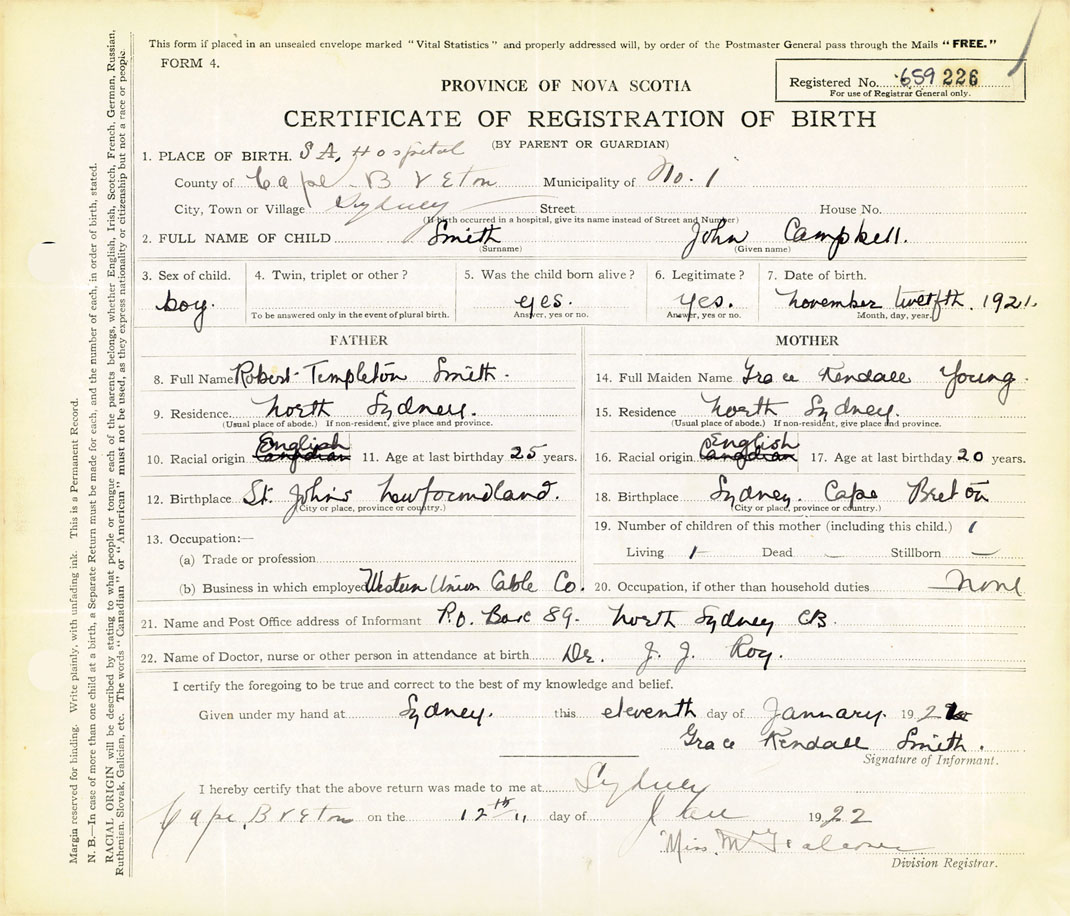 This form if placed in an unsealed envelope marked "Vital Statistics" and properly addressed will, by order of the Postmaster General pass through the Mails "FREE."
FORM 4.
PROVINCE OF NOVA SCOTIA
Registered No. 659 226
For use of Registrar General only.
CERTIFICATE OF REGISTRATION OF BIRTH
(BY PARENT OR GUARDIAN)
1. PLACE OF BIRTH. S A, Hospital
County of Cape-Breton Municipality of No. 1
City, Town or Village Sydney Street House No.
(If birth occurred in a hospital, give its name instead of Street and Number)
2. FULL NAME OF CHILD Smith John Campbell.
(Surname) (Given name)
3. Sex of child. 4. Twin, triplet or other? 5. Was the child born alive? 6. Legitimate? 7. Date of birth.
boy. yes. yes. november twelfth. 1921.
To be answered only in the event of plural birth. Answer, yes or no. Answer, yes or no. Month, day, year.
FATHER MOTHER
8. Full Name Robert Templeton Smith. 14. Full Maiden Name Grace Kendall Young.
9. Residence North Sydney. 15. Residence North Sydney.
(Usual place of abode.) If non-resident, give place and province. (Usual place of abode.) If non-resident, give place and province.
English English
10. Racial origin Canadian 11. Age at last birthday 25 years. 16. Racial origin Canadian 17. Age at last birthday 20 years.
12. Birthplace St. John's Newfoundland. 18. Birthplace Sydney. Cape Breton
(City or place, province or country.) (City or place, province or country.)
19. Number of children of this mother (including this child.) 1
13. Occupation:—
(a) Trade or profession Living 1 Dead — Stillborn —
(b) Business in which employed Western Union Cable Co. 20. Occupation, if other than household duties None
21. Name and Post Office address of Informant P.O. Box 89. North Sydney CB.
22. Name of Doctor, nurse or other person in attendance at birth Dr. J. J. Roy.
I certify the foregoing to be true and correct to the best of my knowledge and belief.
Given under my hand at Sydney. this eleventh day of January. 192
Grace Kendall Smith.
Signature of Informant.
I hereby certify that the above return was made to me at Sydney
Cape, Breton on the 12th day of Jan 1922
Miss.
Division Registrar.
Margin reserved for binding. Write plainly, with unfading ink. This is a Permanent Record.
N. B.—In case of more than one child at a birth, a Separate Return must be made for each, and the number of each, in order of birth, stated.
RACIAL ORIGIN will be described by stating to what people or tongue each of the parents belongs, whether English, Irish, Scotch, French, German, Russian,
Ruthenian, Slovak, Galician, etc. The words "Canadian" or "American" must not be used, as they express nationality or citizenship but not a race or people.